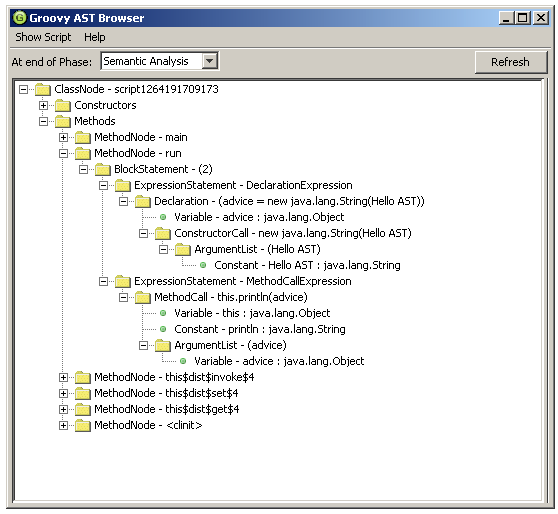 Groovy AST Browser
Show Script Help
At end of Phase: Semantic Analysis Refresh
ClassNode - script1264191709173
Constructors
Methods
MethodNode - main
MethodNode - run
BlockStatement - (2)
ExpressionStatement - DeclarationExpression
Declaration - (advice = new java.lang.String(Hello AST))
Variable - advice : java.lang.Object
ConstructorCall - new java.lang.String(Hello AST)
ArgumentList - (Hello AST)
Constant - Hello AST : java.lang.String
ExpressionStatement - MethodCallExpression
MethodCall - this.println(advice)
Variable - this : java.lang.Object
Constant - println : java.lang.String
ArgumentList - (advice)
Variable - advice : java.lang.Object
MethodNode - this$dist$invoke$4
MethodNode - this$dist$set$4
MethodNode - this$dist$get$4
MethodNode - <clinit>